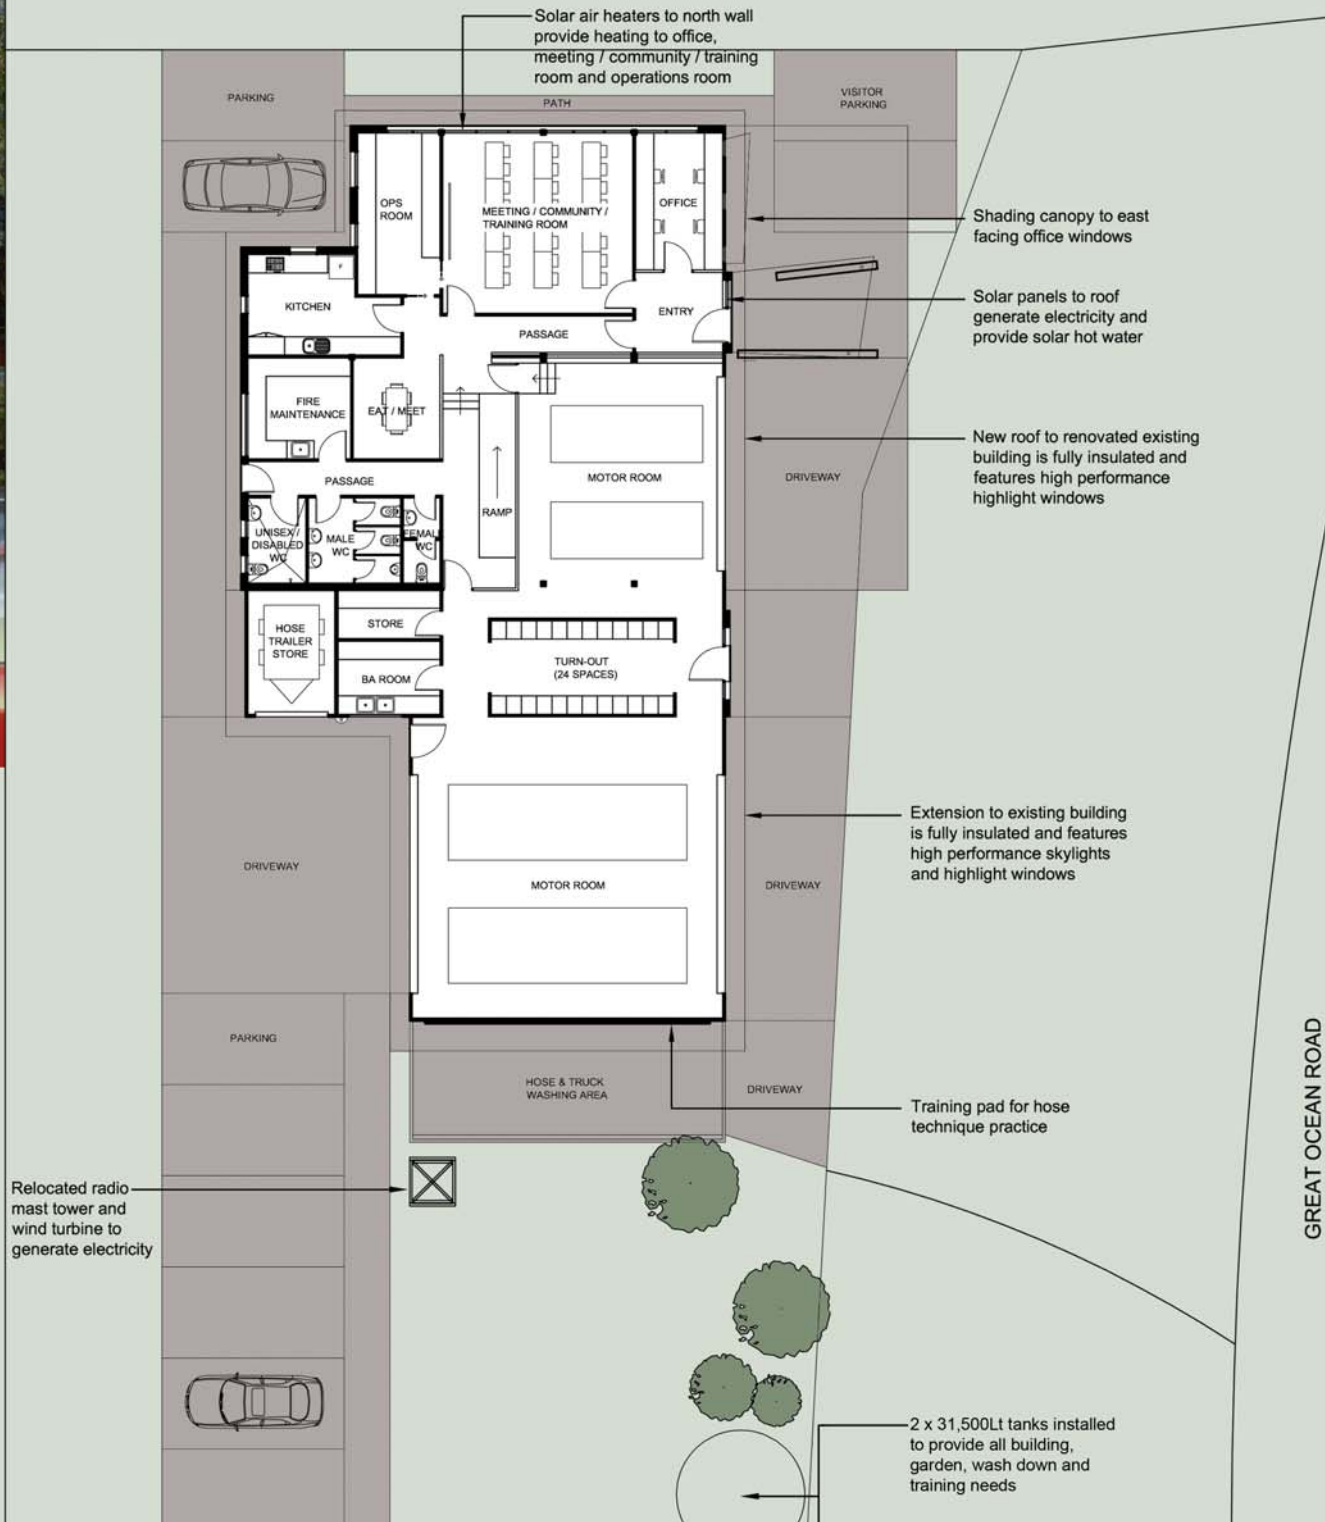 Solar air heaters to north wall
provide heating to office,
meeting / community / training
room and operations room
PARKING
PATH
VISITOR
PARKING
OPS
ROOM
MEETING / COMMUNITY /
TRAINING ROOM
OFFICE
Shading canopy to east
facing office windows
F
KITCHEN
ENTRY
PASSAGE
Solar panels to roof
generate electricity and
provide solar hot water
FIRE
MAINTENANCE
EAT / MEET
New roof to renovated existing
building is fully insulated and
features high performance
highlight windows
MOTOR ROOM
DRIVEWAY
PASSAGE
RAMP
UNISEX /
DISABLED
WC
MALE
WC
FEMALE
WC
HOSE
TRAILER
STORE
STORE
BA ROOM
TURN-OUT
(24 SPACES)
Extension to existing building
is fully insulated and features
high performance skylights
and highlight windows
DRIVEWAY
MOTOR ROOM
DRIVEWAY
PARKING
HOSE & TRUCK
WASHING AREA
DRIVEWAY
Training pad for hose
technique practice
GREAT OCEAN ROAD
Relocated radio
mast tower and
wind turbine to
generate electricity
2 x 31,500Lt tanks installed
to provide all building,
garden, wash down and
training needs